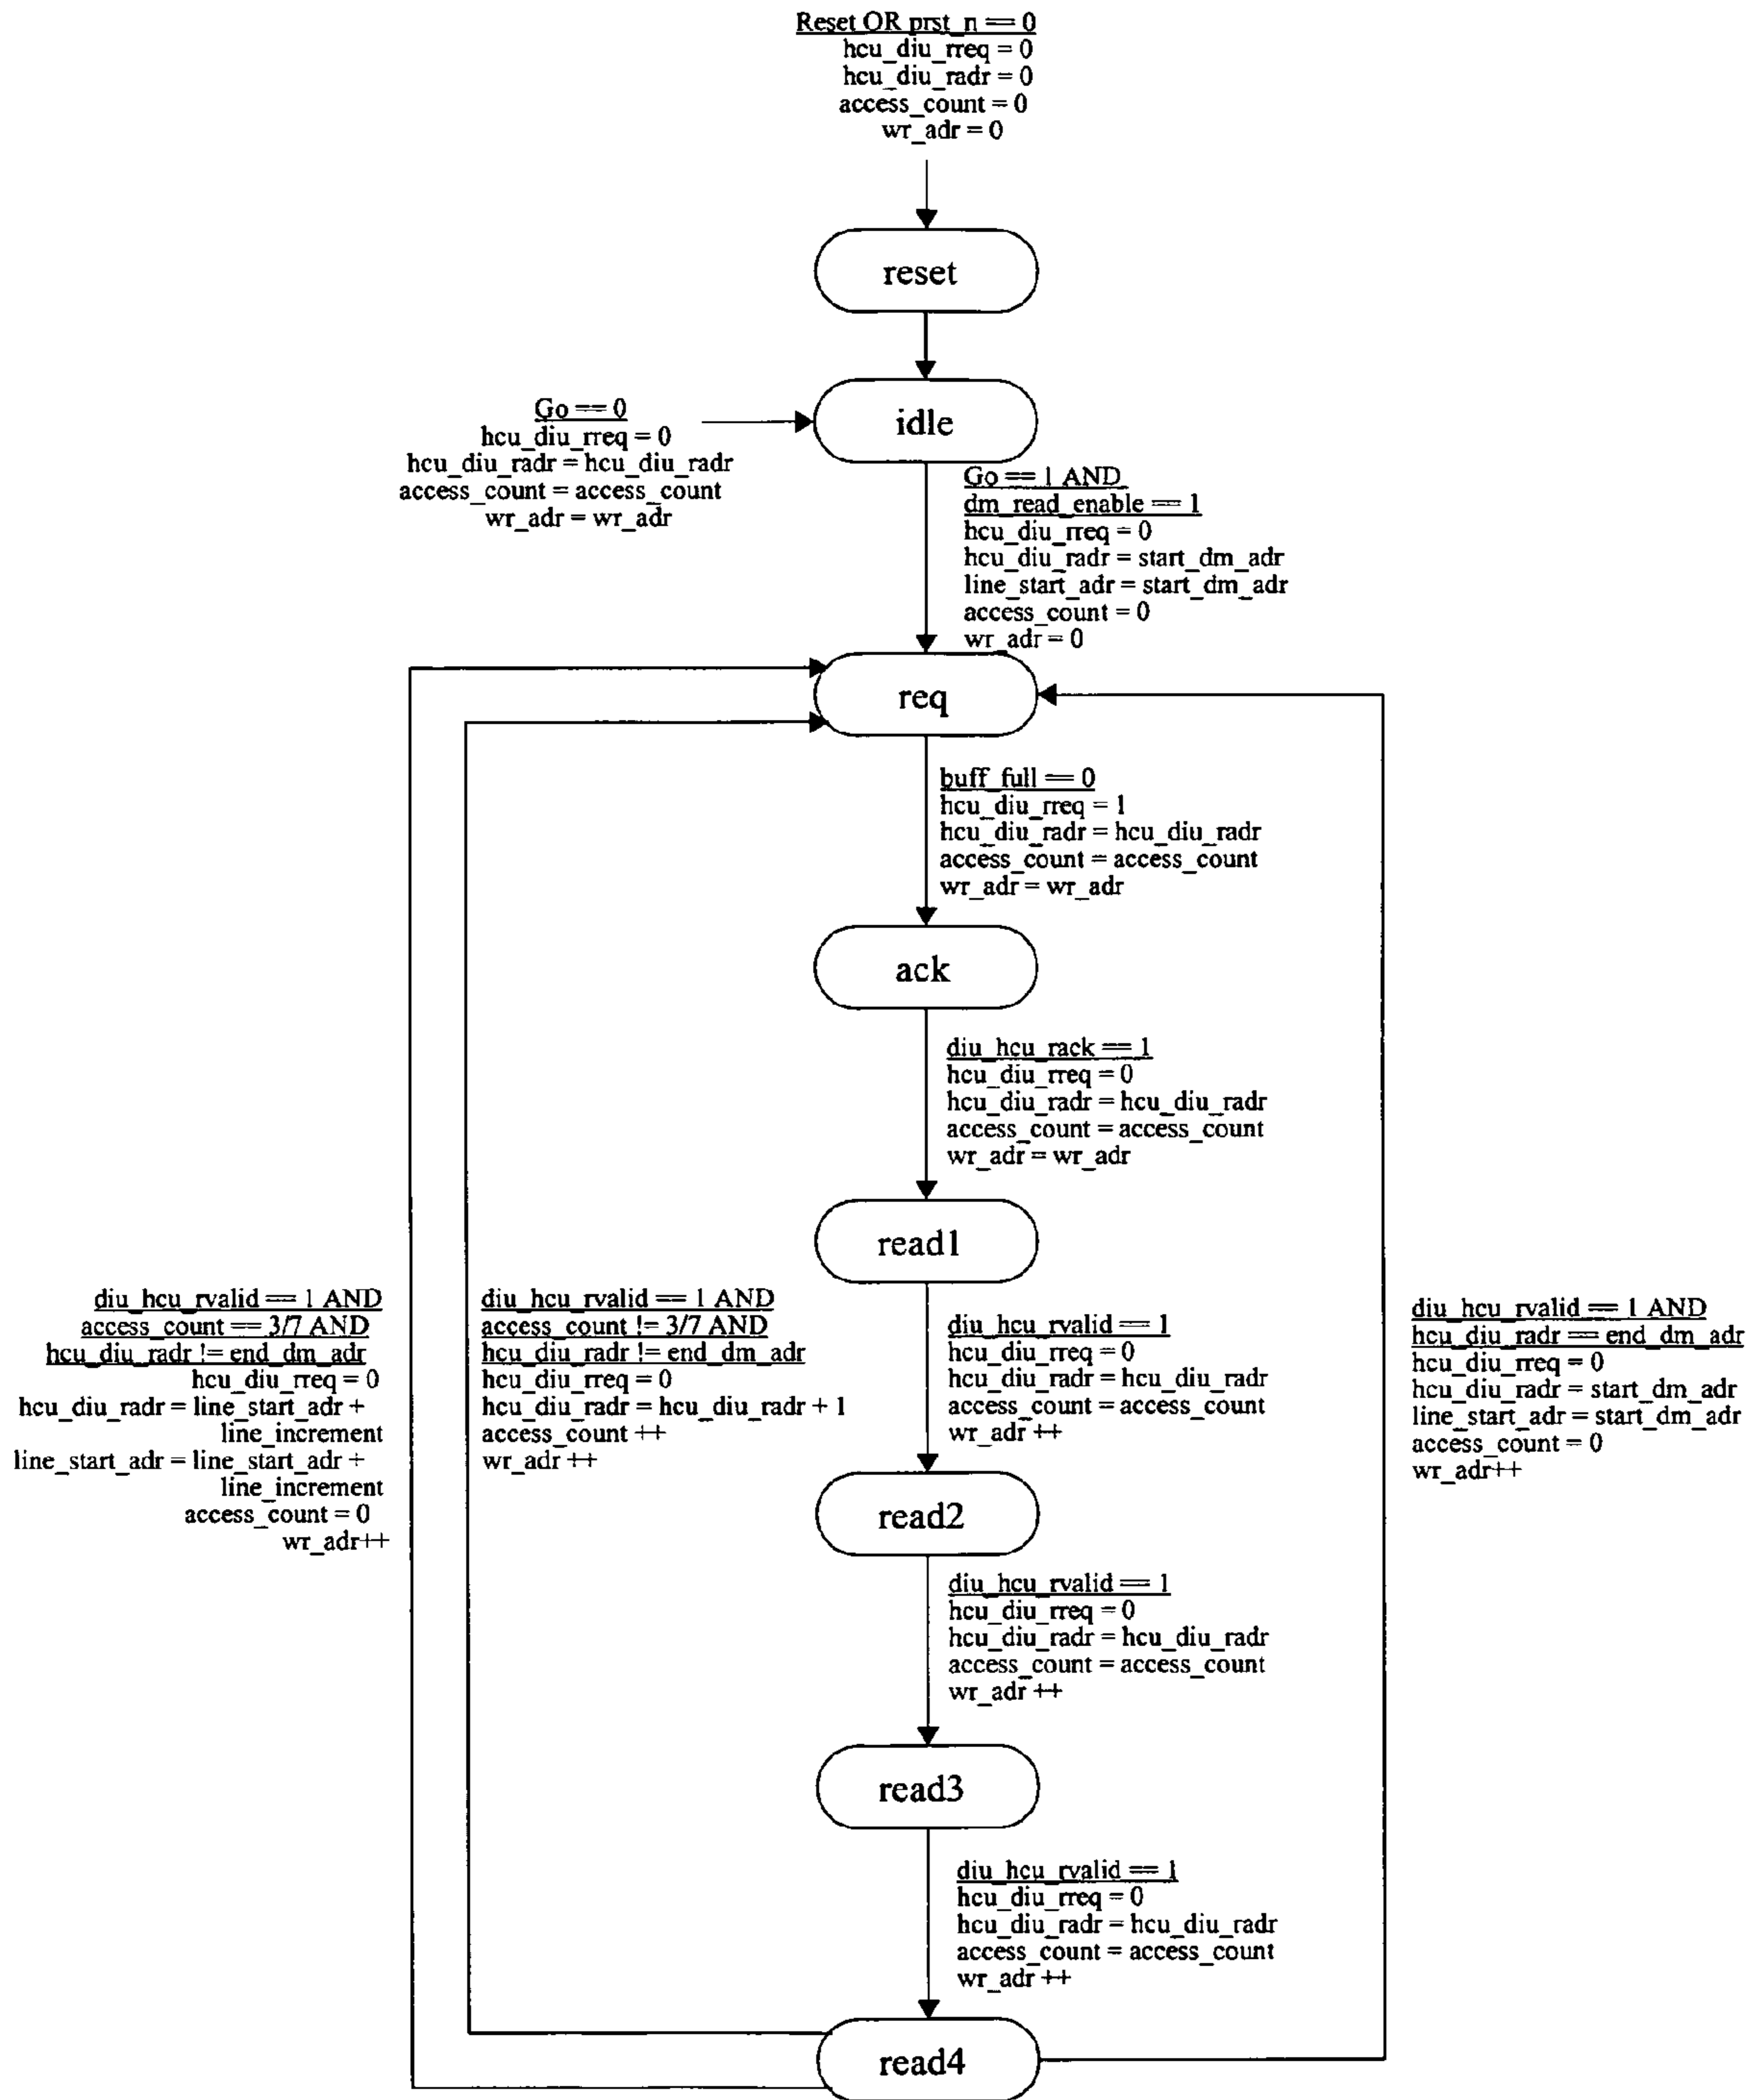 Reset OR prst_n == 0
hcu_diu_rreq = 0
hcu_diu_radr = 0
access_count = 0
wr_adr = 0
reset
Go == 0
hcu_diu_rreq = 0
hcu_diu_radr = hcu_diu_radr
access_count = access_count
wr_adr = wr_adr
idle
Go == 1 AND
dm_read_enable == 1
hcu_diu_rreq = 0
hcu_diu_radr = start_dm_adr
line_start_adr = start_dm_adr
access_count = 0
wr_adr = 0
req
buff_full == 0
hcu_diu_rreq = 1
hcu_diu_radr = hcu_diu_radr
access_count = access_count
wr_adr = wr_adr
ack
diu_hcu_rack == 1
hcu_diu_rreq = 0
hcu_diu_radr = hcu_diu_radr
access_count = access_count
wr_adr = wr_adr
read1
diu_hcu_rvalid == 1 AND
access_count == 3/7 AND
hcu_diu_radr != end_dm_adr
hcu_diu_rreq = 0
hcu_diu_radr = line_start_adr +
line_increment
line_start_adr = line_start_adr +
line_increment
access_count = 0
wr_adr++
diu_hcu_rvalid == 1 AND
access_count != 3/7 AND
hcu_diu_radr != end_dm_adr
hcu_diu_rreq = 0
hcu_diu_radr = hcu_diu_radr + 1
access_count ++
wr_adr ++
diu_hcu_rvalid == 1
hcu_diu_rreq = 0
hcu_diu_radr = hcu_diu_radr
access_count = access_count
wr_adr ++
diu_hcu_rvalid == 1 AND
hcu_diu_radr == end_dm_adr
hcu_diu_rreq = 0
hcu_diu_radr = start_dm_adr
line_start_adr = start_dm_adr
access_count = 0
wr_adr++
read2
diu_hcu_rvalid == 1
hcu_diu_rreq = 0
hcu_diu_radr = hcu_diu_radr
access_count = access_count
wr_adr ++
read3
diu_hcu_rvalid == 1
hcu_diu_rreq = 0
hcu_diu_radr = hcu_diu_radr
access_count = access_count
wr_adr ++
read4